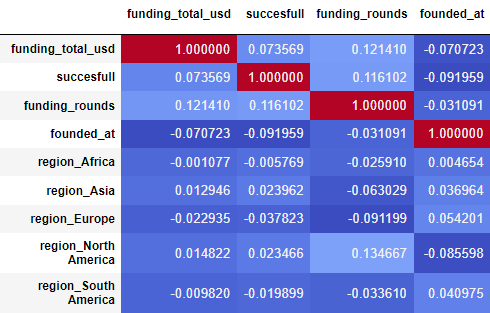 funding_total_usd succesfull funding_rounds founded_at
funding_total_usd 1.000000 0.073569 0.121410 -0.070723
succesfull 0.073569 1.000000 0.116102 -0.091959
funding_rounds 0.121410 0.116102 1.000000 -0.031091
founded_at -0.070723 -0.091959 -0.031091 1.000000
region_Africa -0.001077 -0.005769 -0.025910 0.004654
region_Asia 0.012946 0.023962 -0.063029 0.036964
region_Europe -0.022935 -0.037823 -0.091199 0.054201
region_North
America 0.014822 0.023466 0.134667 -0.085598
region_South
America -0.009820 -0.019899 -0.033610 0.040975